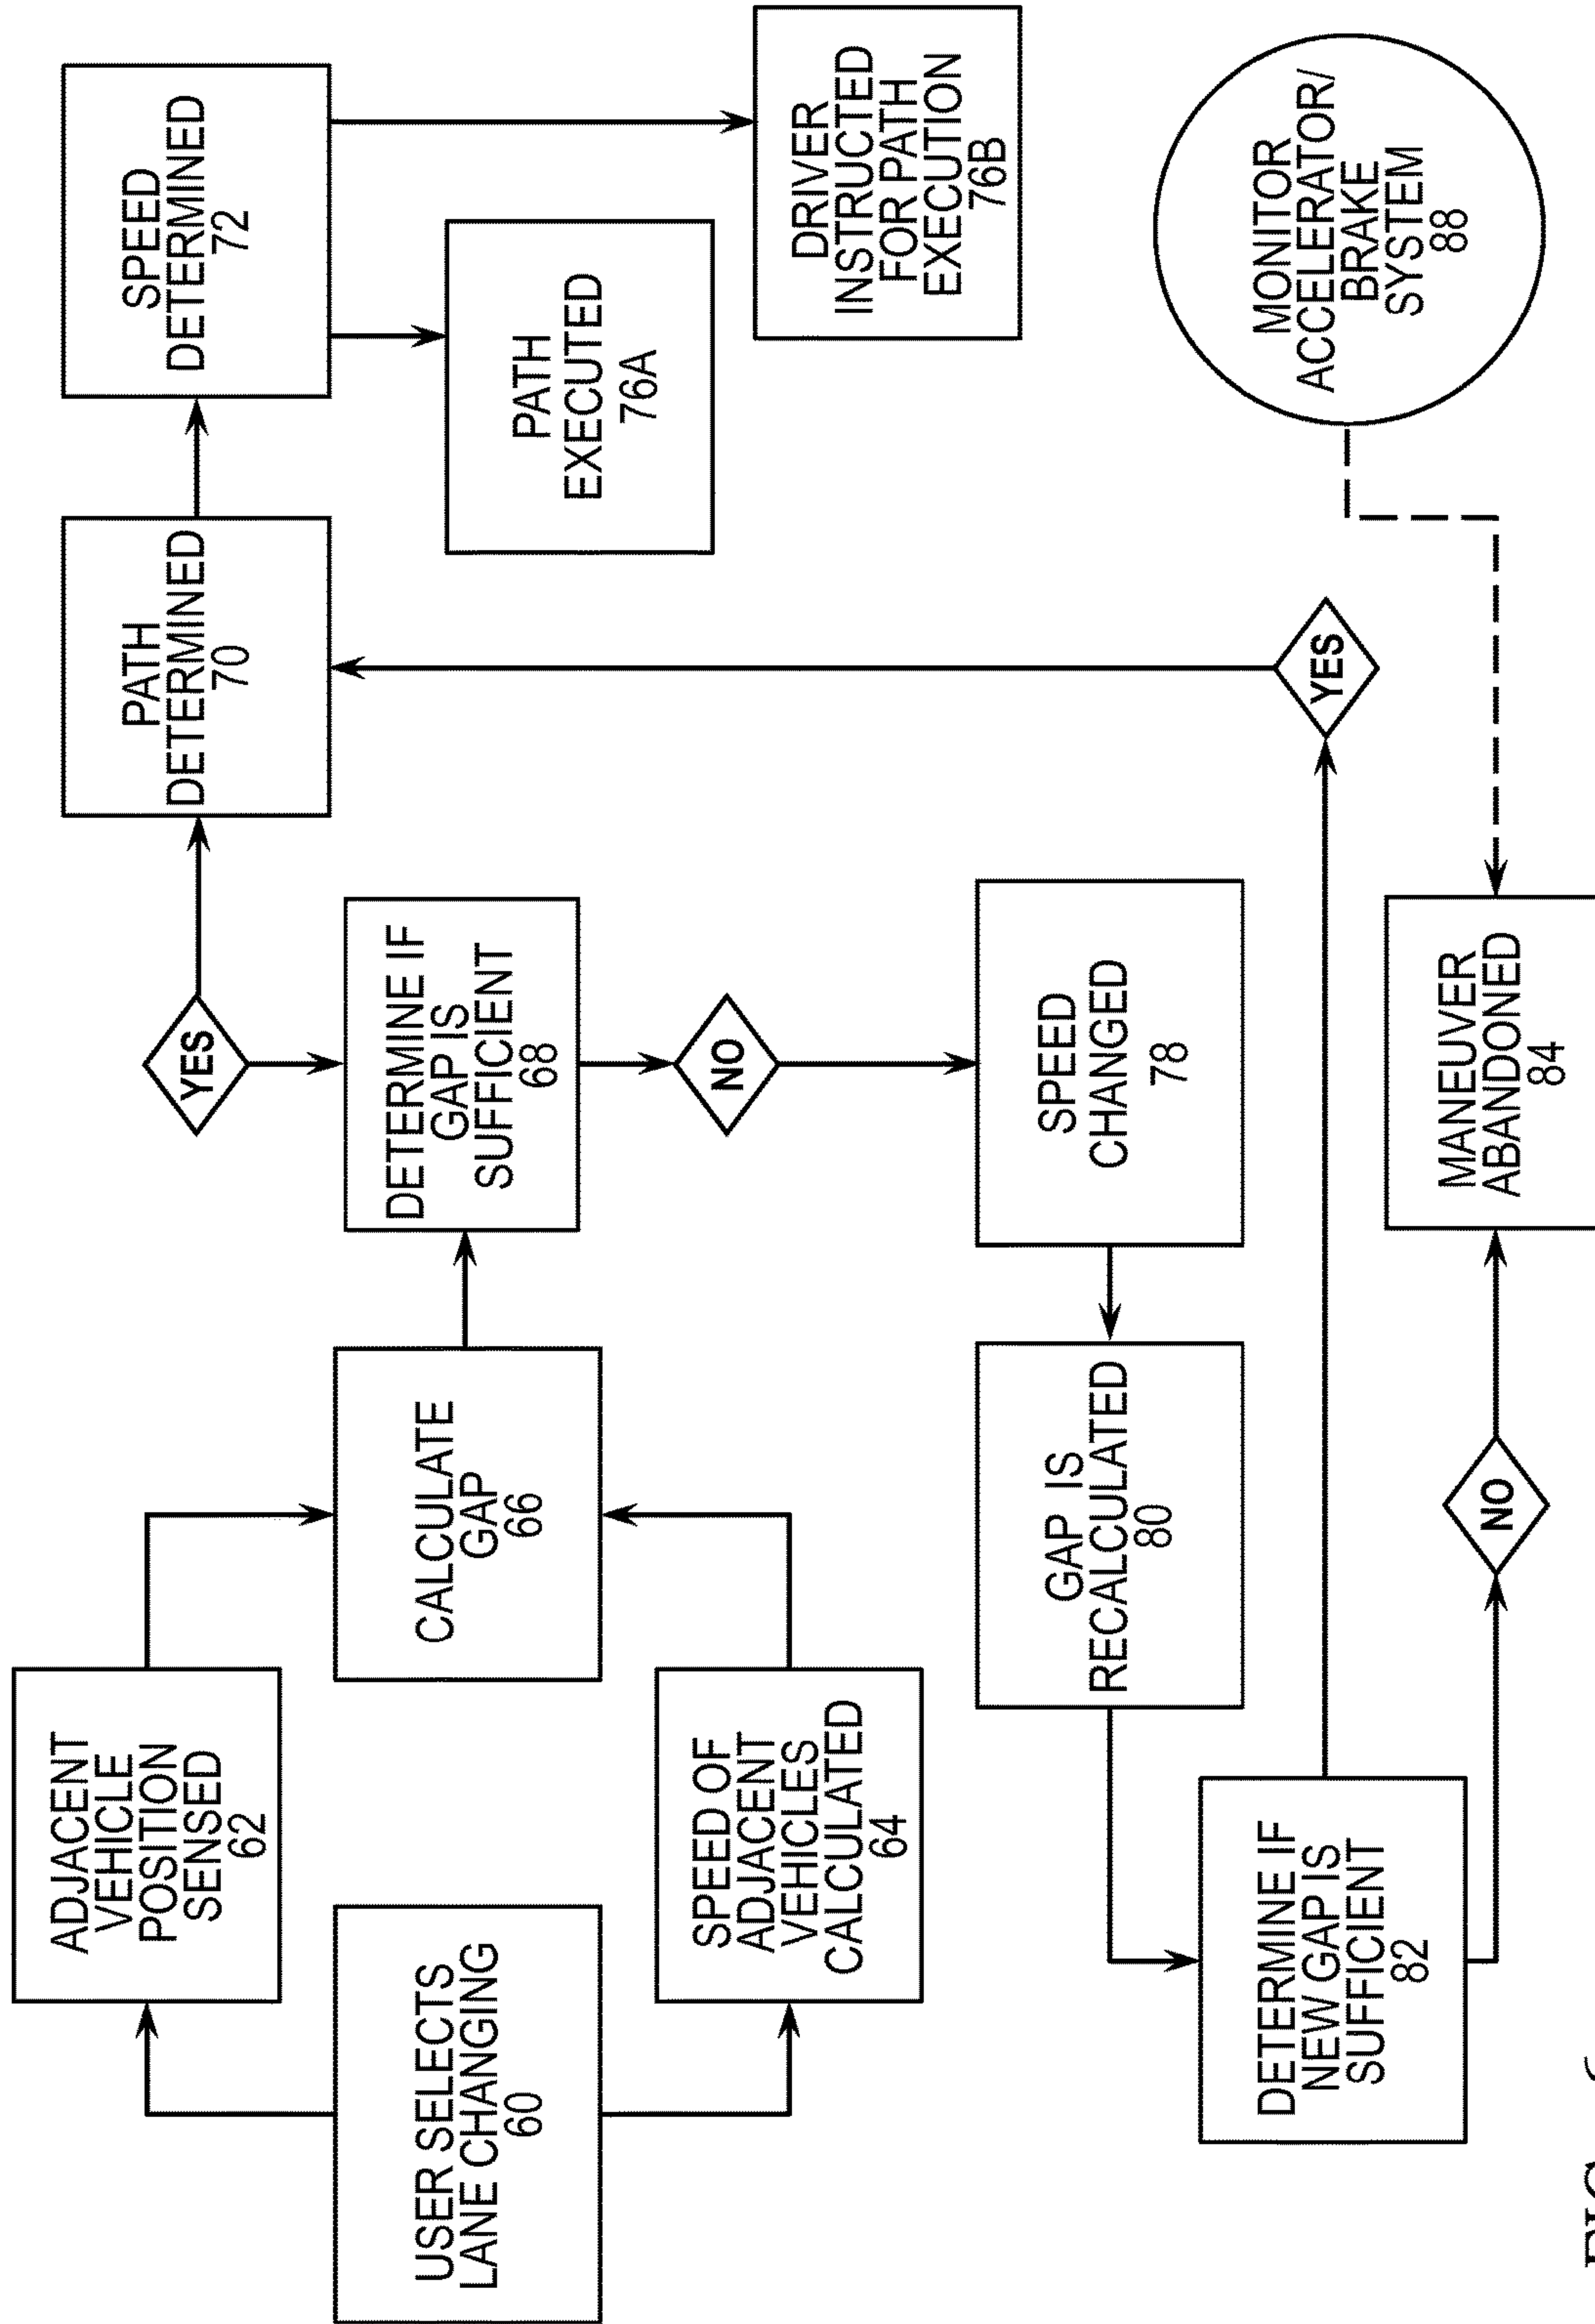 ADJACENT
VEHICLE
POSITION
SENSED
62
USER SELECTS
LANE CHANGING
60
SPEED OF
ADJACENT
VEHICLES
CALCULATED
64
CALCULATE
GAP
66
DETERMINE IF
GAP IS
SUFFICIENT
68
YES
PATH
DETERMINED
70
SPEED
DETERMINED
72
PATH
EXECUTED
76A
DRIVER
INSTRUCTED
FOR PATH
EXECUTION
76B
NO
SPEED
CHANGED
78
GAP IS
RECALCULATED
80
DETERMINE IF
NEW GAP IS
SUFFICIENT
82
YES
NO
MANEUVER
ABANDONED
84
MONITOR
ACCELERATOR/
BRAKE
SYSTEM
88
FIG.